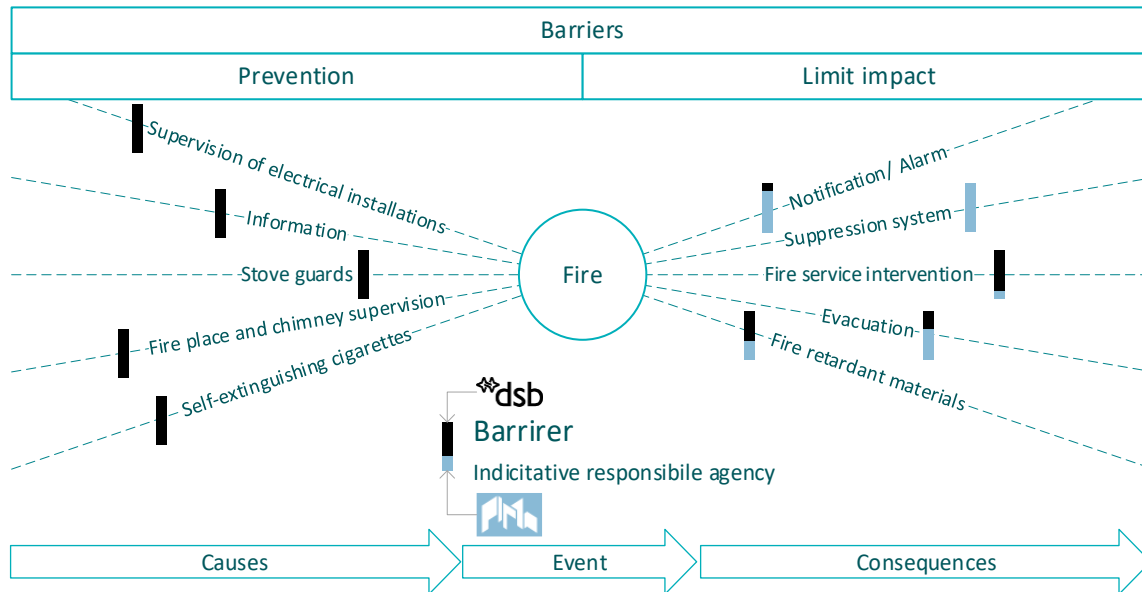 Barriers
Prevention
Limit impact
Supervision of electrical installations
Information
Stove guards
Fire place and chimney supervision
Self-extinguishing cigarettes
Fire
Notification/ Alarm
Suppression system
Fire service intervention
Evacuation
Fire retardant materials
dsb
Barrirer
Indicitative responsibile agency
Causes
Event
Consequences